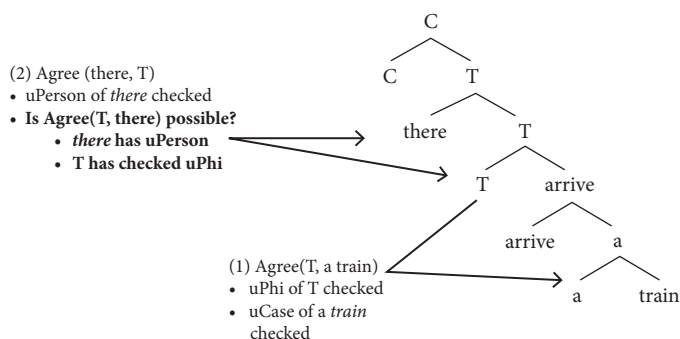 C
C T
(2) Agree (there, T)
• uPerson of there checked
• Is Agree(T, there) possible?
• there has uPerson
• T has checked uPhi
there T
T arrive
arrive a
(1) Agree(T, a train)
• uPhi of T checked
• uCase of a train
checked
a train